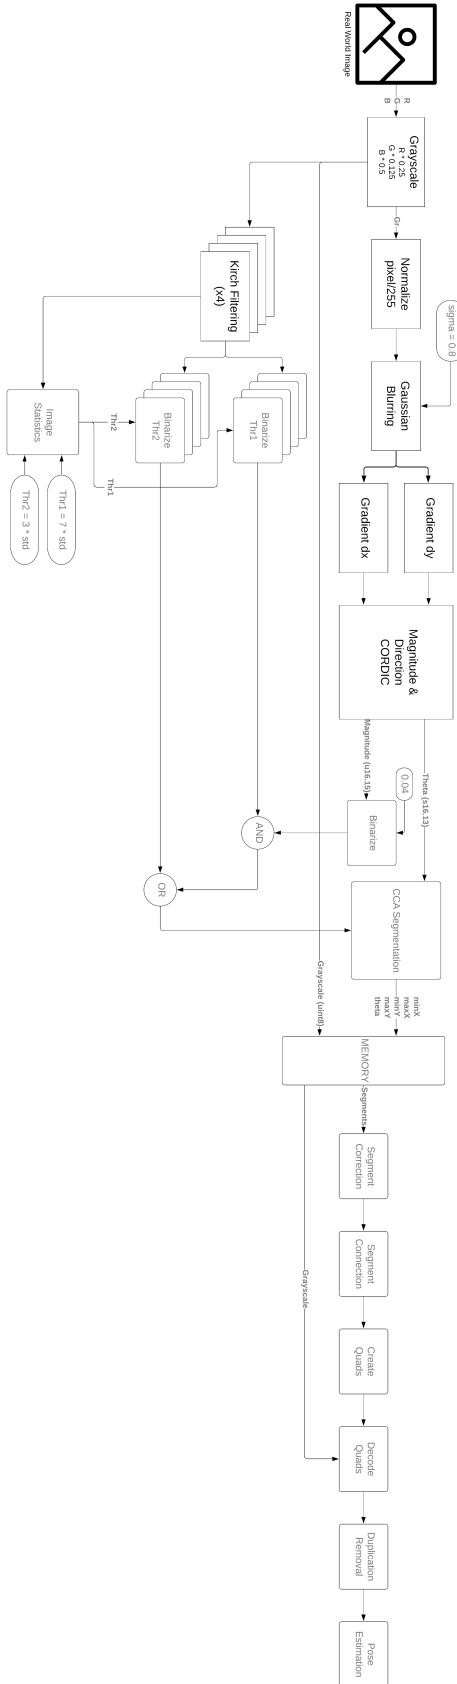 Real World Image
R
G
B
Grayscale
R * 0.25
G * 0.125
B * 0.5
Gr
Normalize
pixel/255
sigma = 0.8
Gaussian
Blurring
Gradient dy
Gradient dx
Magnitude &
Direction
CORDIC
Theta (s16.13)
Magnitude (u16.15)
0.04
Binarize
CCA Segmentation
minX
maxX
minY
maxY
theta
Kirch Filtering
(x4)
Binarize
Thr1
Binarize
Thr2
Image
Statistics
Thr2
Thr1
Thr1 = 7 * std
Thr2 = 3 * std
AND
OR
Grayscale (uint8)
MEMORY
Segments
Grayscale
Segment
Correction
Segment
Connection
Create
Quads
Decode
Quads
Duplication
Removal
Pose
Estimation